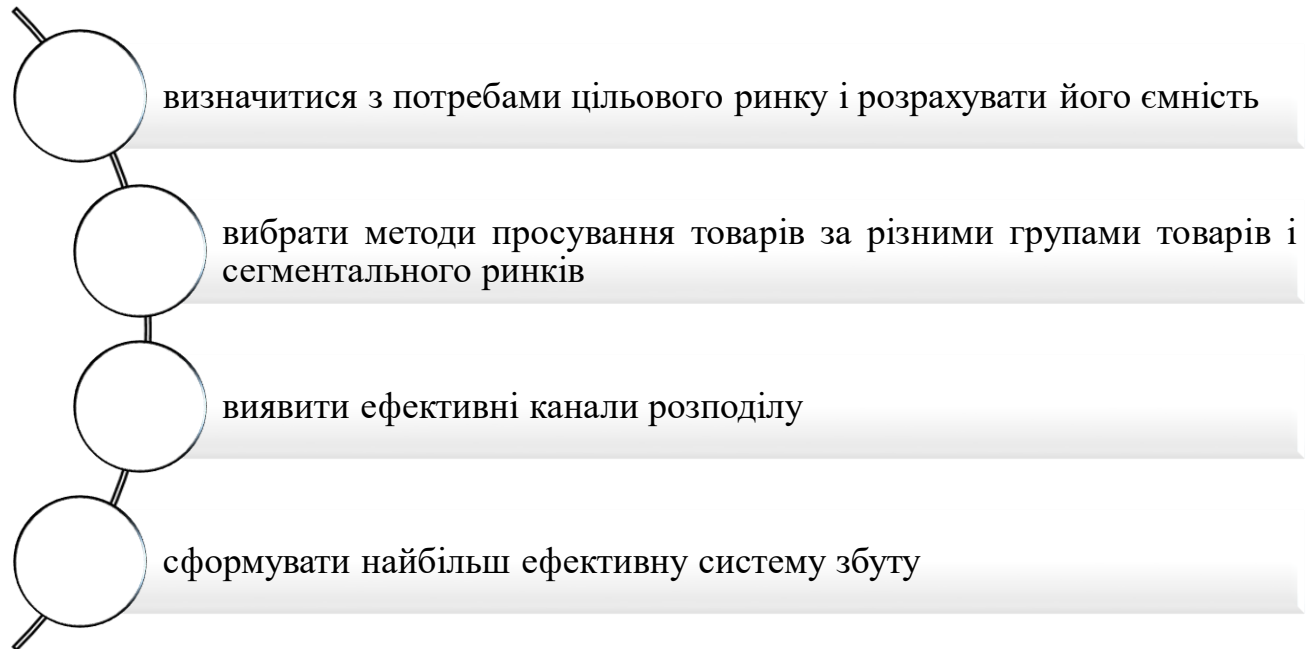 визначитися з потребами цільового ринку і розрахувати його ємність
вибрати методи просування товарів за різними групами товарів і
сегментального ринків
виявити ефективні канали розподілу
сформувати найбільш ефективну систему збуту